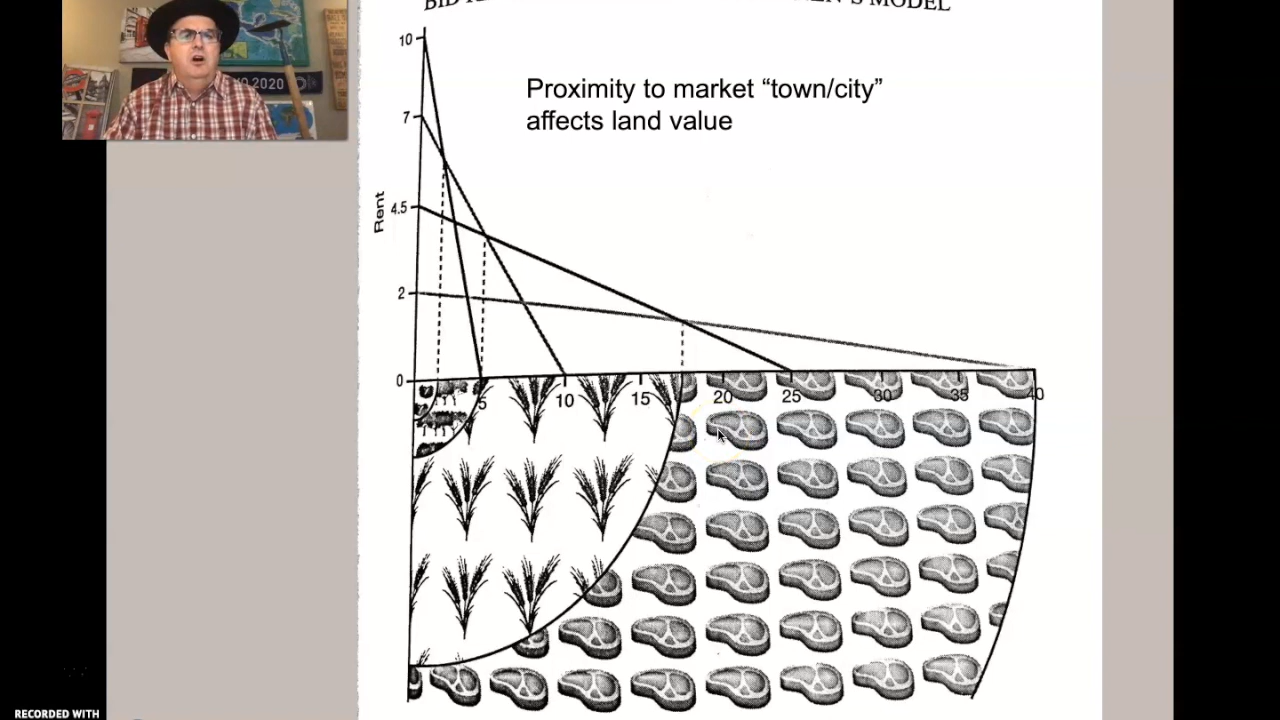 O 2020
Proximity to market “town/city”
affects land value
10
7
Rent
4.5
2
0
5
10
15
20
25
30
35
40
RECORDED WITH